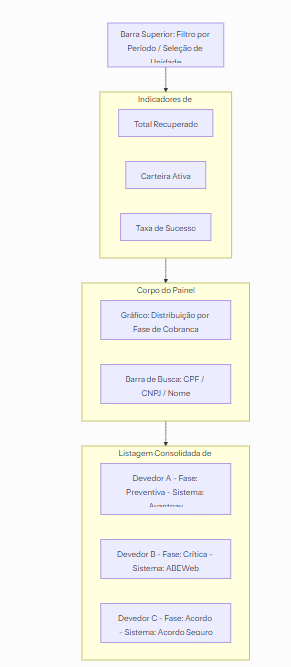 Barra Superior: Filtro por
Período / Seleção de
Unidade
Indicadores de
Total Recuperado
Carteira Ativa
Taxa de Sucesso
Corpo do Painel
Gráfico: Distribuição por
Fase de Cobrança
Barra de Busca: CPF /
CNPJ / Nome
Listagem Consolidada de
Devedor A - Fase:
Preventiva - Sistema:
Devedor B - Fase: Crítica -
Sistema: ABEWeb
Devedor C - Fase: Acordo
- Sistema: Acordo Seguro